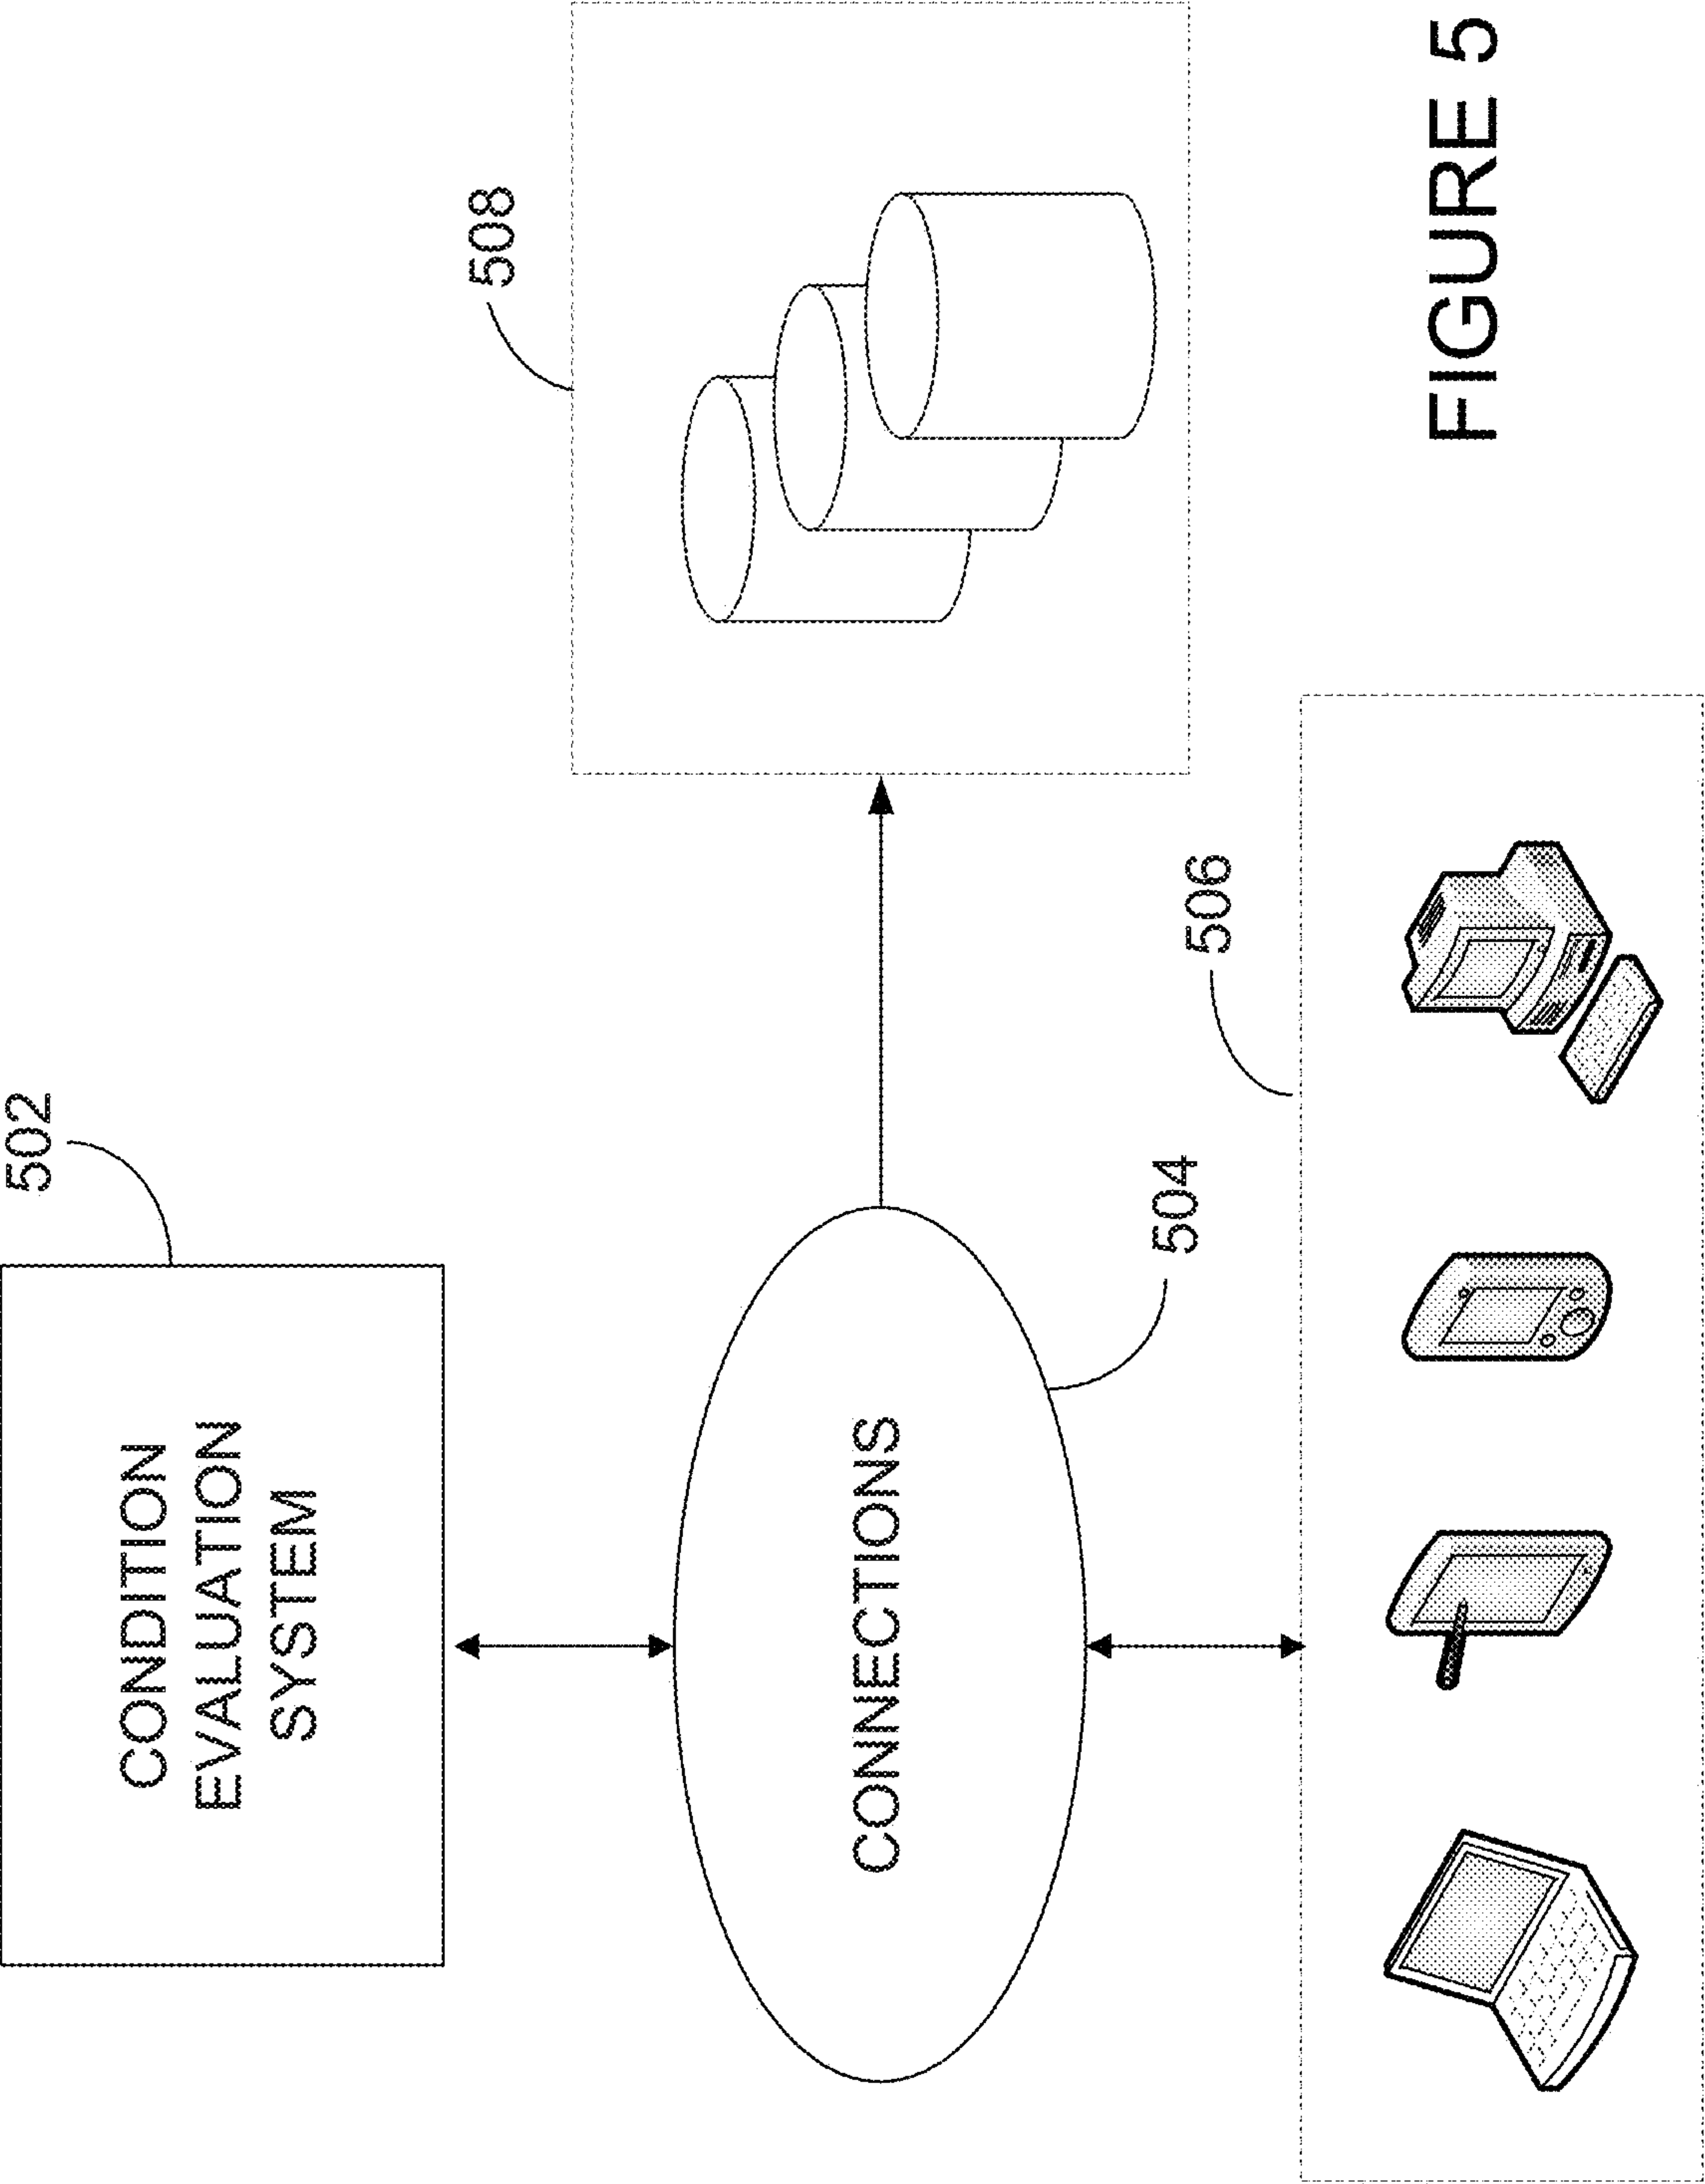 502
CONDITION
EVALUATION
SYSTEM
508
CONNECTIONS
504
506
FIGURE 5